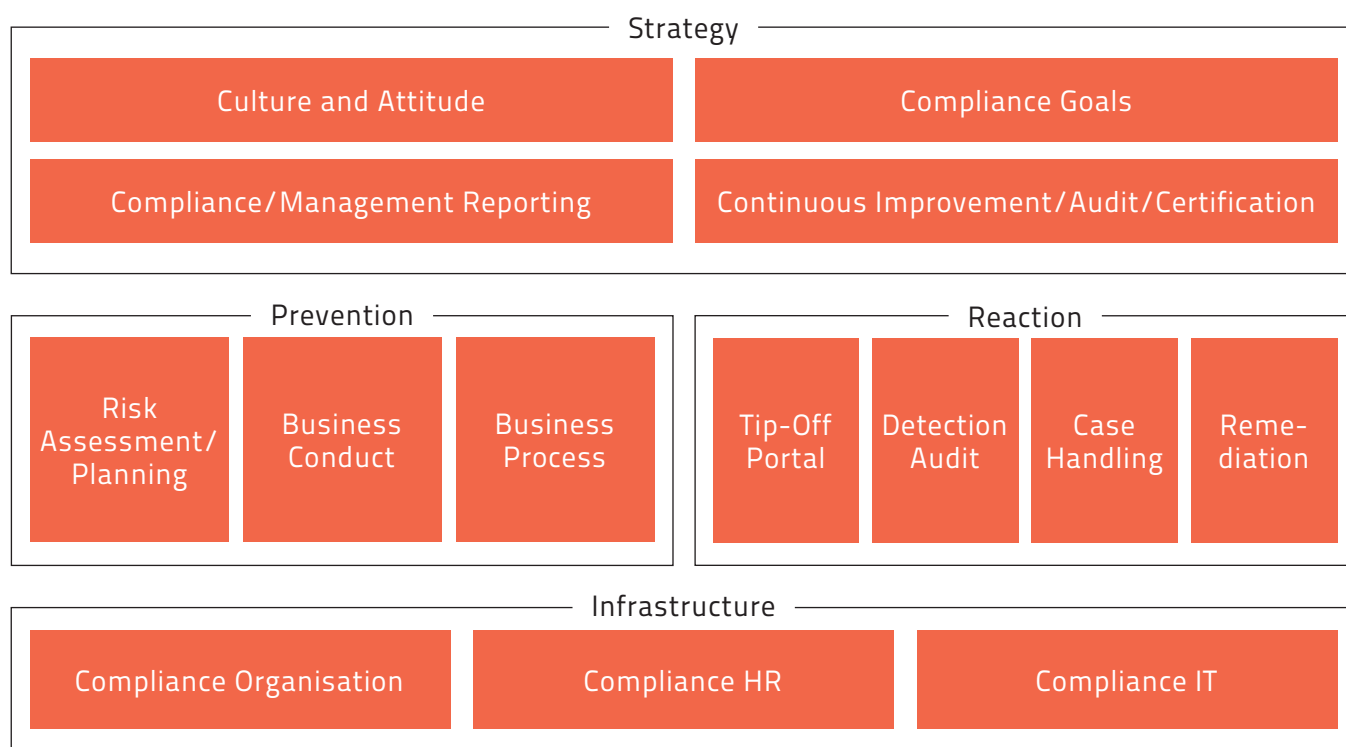 Strategy
Culture and Attitude
Compliance Goals
Compliance/Management Reporting
Continuous Improvement/Audit/Certification
Prevention
Risk
Assessment/
Planning
Business
Conduct
Business
Process
Reaction
Tip-Off
Portal
Detection
Audit
Case
Handling
Reme-
diation
Infrastructure
Compliance Organisation
Compliance HR
Compliance IT